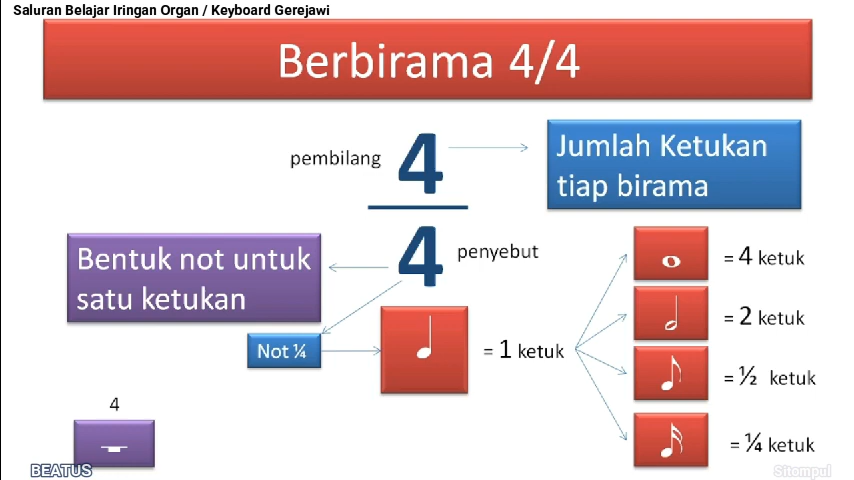 Saluran Belajar Iringan Organ / Keyboard Gerejawi
Berbirama 4/4
pembilang 4
Jumlah Ketukan
tiap birama
4 penyebut
Bentuk not untuk
satu ketukan
Not ¼
= 1 ketuk
= 4 ketuk
= 2 ketuk
= ½ ketuk
= ¼ ketuk
4
BEATUS
Sitompul